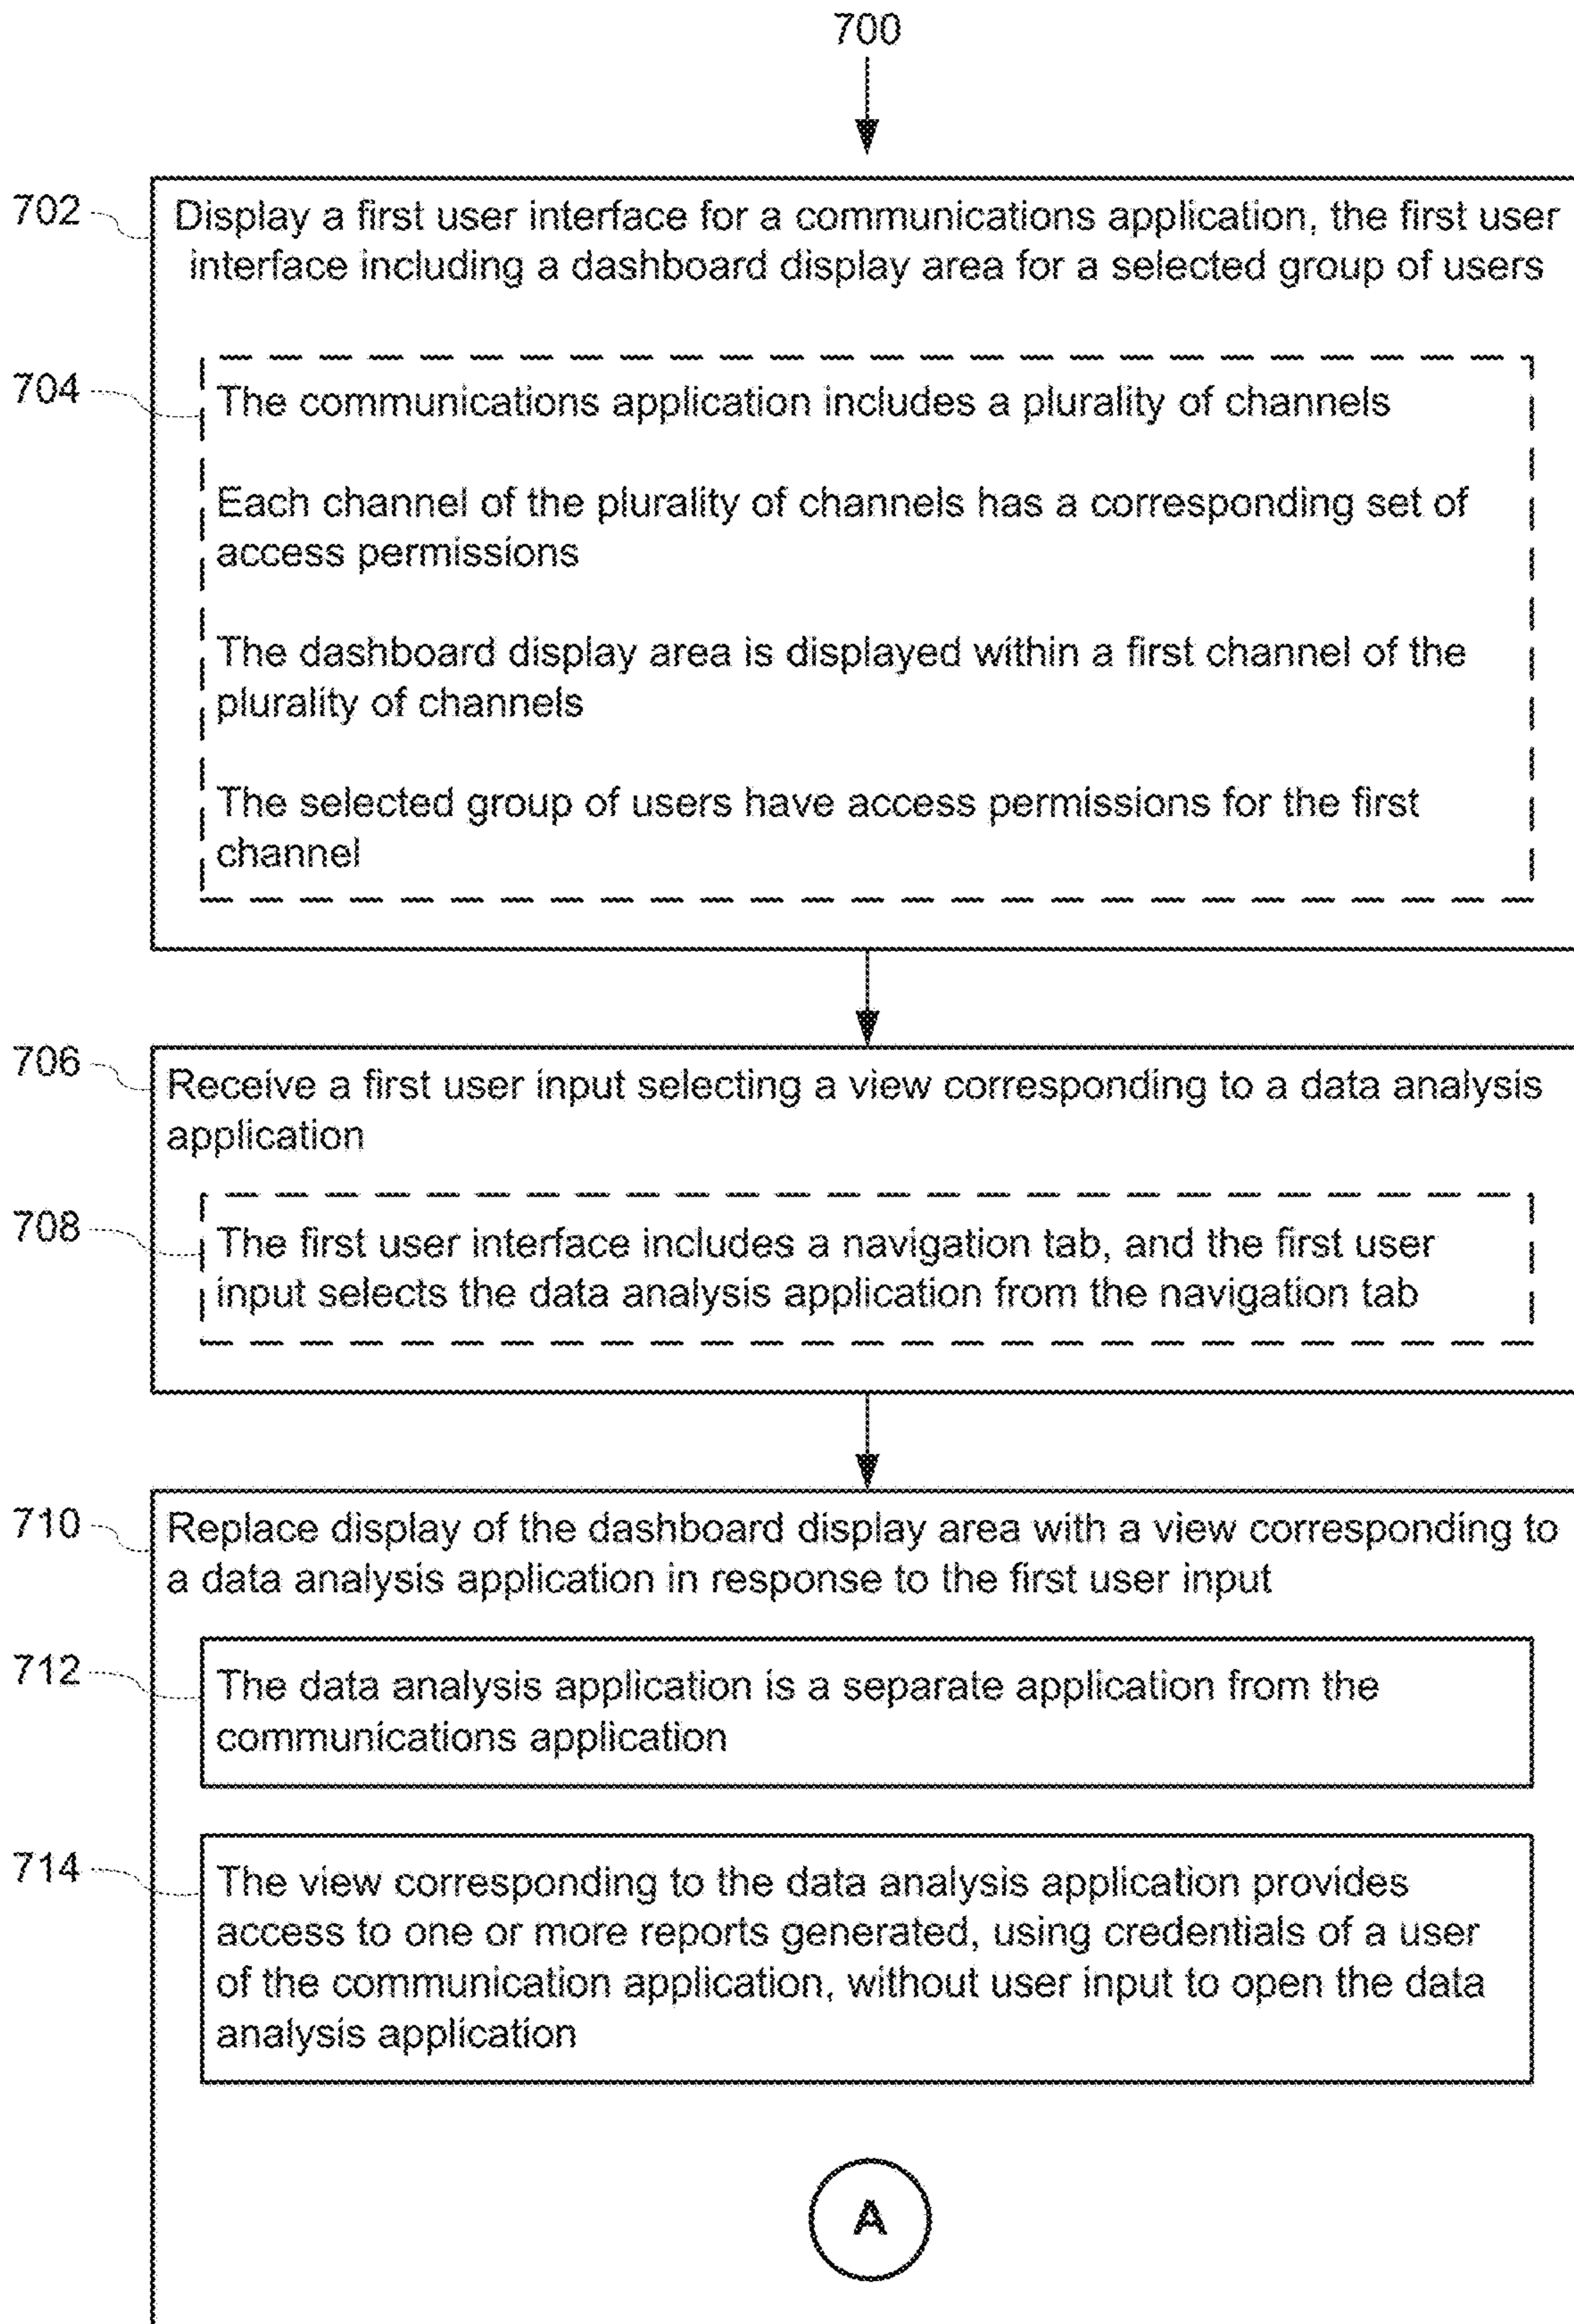 700
702
Display a first user interface for a communications application, the first user
interface including a dashboard display area for a selected group of users
704
The communications application includes a plurality of channels
Each channel of the plurality of channels has a corresponding set of
access permissions
The dashboard display area is displayed within a first channel of the
plurality of channels
The selected group of users have access permissions for the first
channel
706
Receive a first user input selecting a view corresponding to a data analysis
application
708
The first user interface includes a navigation tab, and the first user
input selects the data analysis application from the navigation tab
710
Replace display of the dashboard display area with a view corresponding to
a data analysis application in response to the first user input
712
The data analysis application is a separate application from the
communications application
714
The view corresponding to the data analysis application provides
access to one or more reports generated, using credentials of a user
of the communication application, without user input to open the data
analysis application
A